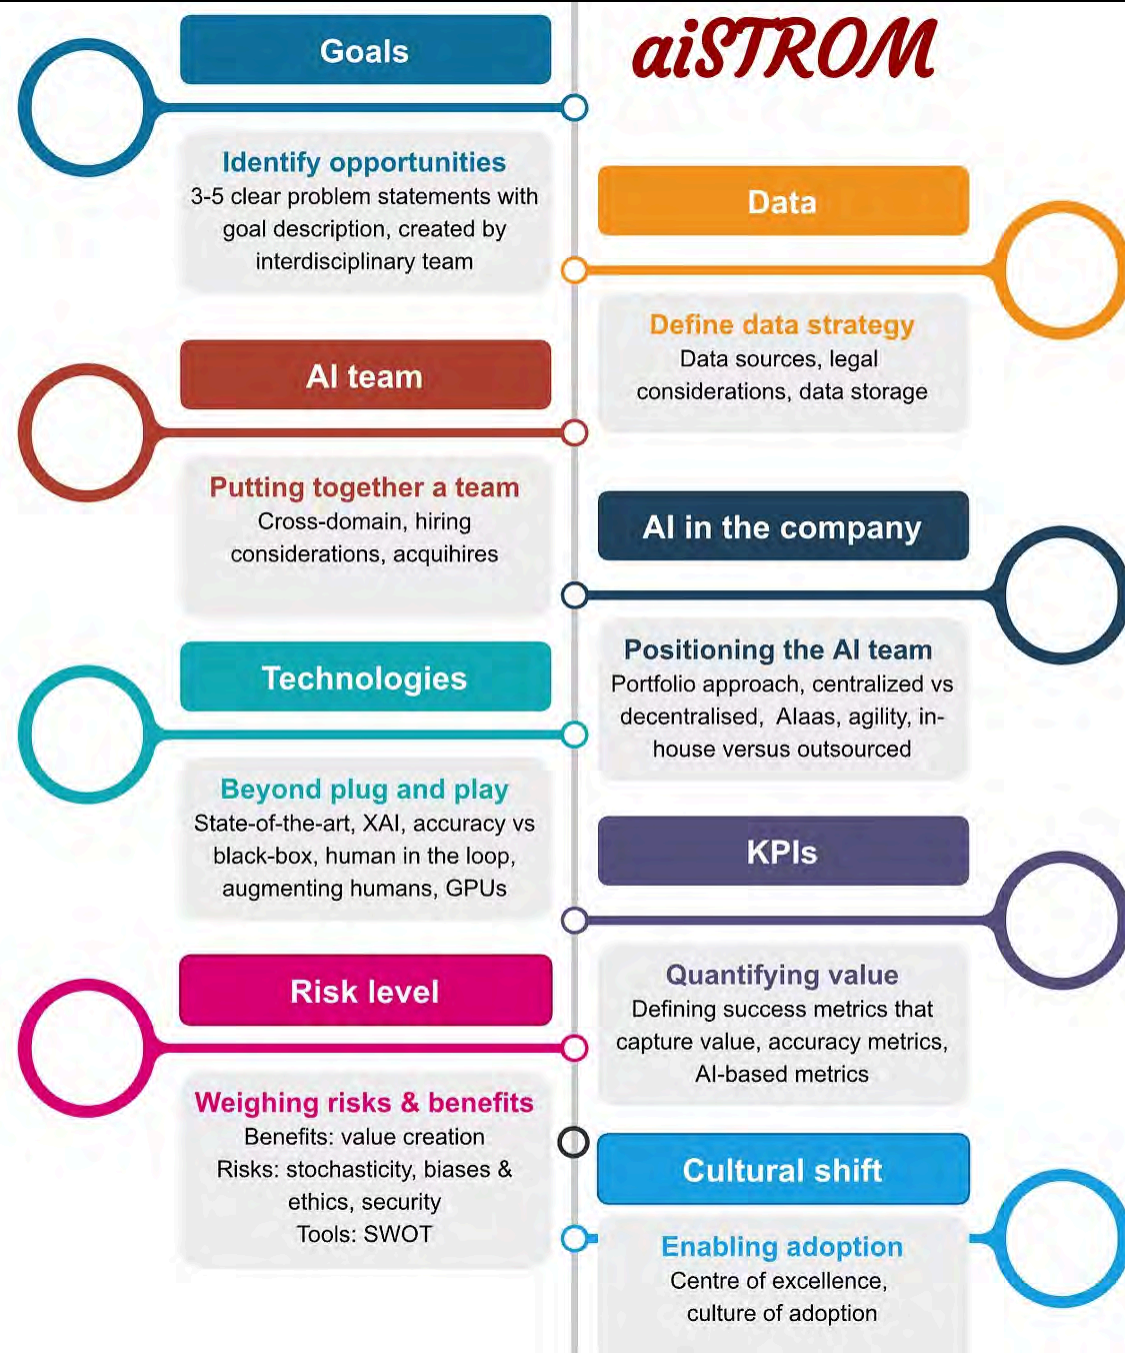 aiSTROM
Goals
Identify opportunities
3-5 clear problem statements with
goal description, created by
interdisciplinary team
Data
Define data strategy
Data sources, legal
considerations, data storage
AI team
Putting together a team
Cross-domain, hiring
considerations, acquihires
AI in the company
Positioning the AI team
Portfolio approach, centralized vs
decentralised, AIaas, agility, in-
house versus outsourced
Technologies
Beyond plug and play
State-of-the-art, XAI, accuracy vs
black-box, human in the loop,
augmenting humans, GPUs
KPIs
Quantifying value
Defining success metrics that
capture value, accuracy metrics,
AI-based metrics
Risk level
Weighing risks & benefits
Benefits: value creation
Risks: stochasticity, biases &
ethics, security
Tools: SWOT
Cultural shift
Enabling adoption
Centre of excellence,
culture of adoption